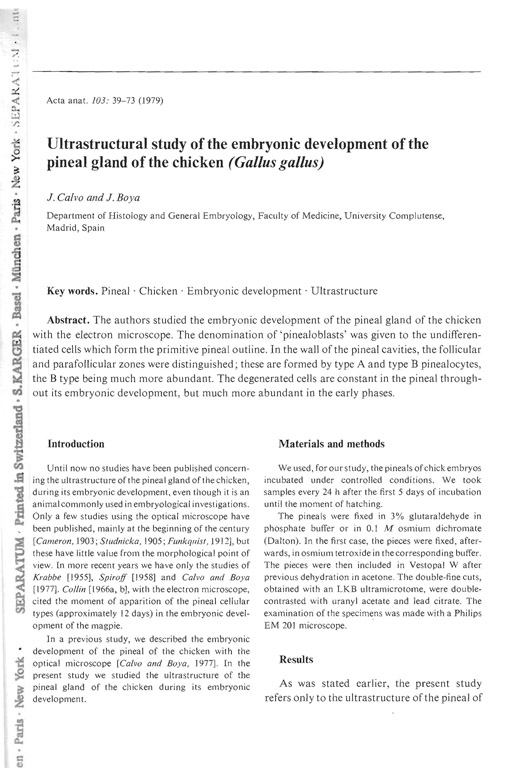 Acta anat. 103: 39–73 (1979)
Ultrastructural study of the embryonic development of the
pineal gland of the chicken (Gallus gallus)
J. Calvo and J. Boya
Department of Histology and General Embryology, Faculty of Medicine, University Complutense,
Madrid, Spain
Key words. Pineal · Chicken · Embryonic development · Ultrastructure
Abstract. The authors studied the embryonic development of the pineal gland of the chicken
with the electron microscope. The denomination of 'pinealoblasts' was given to the undifferen-
tiated cells which form the primitive pineal outline. In the wall of the pineal cavities, the follicular
and parafollicular zones were distinguished; these are formed by type A and type B pinealocytes,
the B type being much more abundant. The degenerated cells are constant in the pineal through-
out its embryonic development, but much more abundant in the early phases.
Introduction
Until now no studies have been published concern-
ing the ultrastructure of the pineal gland of the chicken,
during its embryonic development, even though it is an
animal commonly used in embryological investigations.
Only a few studies using the optical microscope have
been published, mainly at the beginning of the century
[Cameron, 1903; Studnicka, 1905; Funkquist, 1912], but
these have little value from the morphological point of
view. In more recent years we have only the studies of
Krabbe [1955], Spiroff [1958] and Calvo and Boya
[1977]. Collin [1966a, b], with the electron microscope,
cited the moment of apparition of the pineal cellular
types (approximately 12 days) in the embryonic devel-
opment of the magpie.
In a previous study, we described the embryonic
development of the pineal of the chicken with the
optical microscope [Calvo and Boya, 1977]. In the
present study we studied the ultrastructure of the
pineal gland of the chicken during its embryonic
development.
Materials and methods
We used, for our study, the pineals of chick embryos
incubated under controlled conditions. We took
samples every 24 h after the first 5 days of incubation
until the moment of hatching.
The pineals were fixed in 3% glutaraldehyde in
phosphate buffer or in 0.1 M osmium dichromate
(Dalton). In the first case, the pieces were fixed, after-
wards, in osmium tetroxide in the corresponding buffer.
The pieces were then included in Vestopal W after
previous dehydration in acetone. The double-fine cuts,
obtained with an LKB ultramicrotome, were double-
contrasted with uranyl acetate and lead citrate. The
examination of the specimens was made with a Philips
EM 201 microscope.
Results
As was stated earlier, the present study
refers only to the ultrastructure of the pineal of
en · Paris · New York · SEPARATUM · Printed in Switzerland · S. KARGER · Basel · München · Paris · New York · SEPARATUM ·